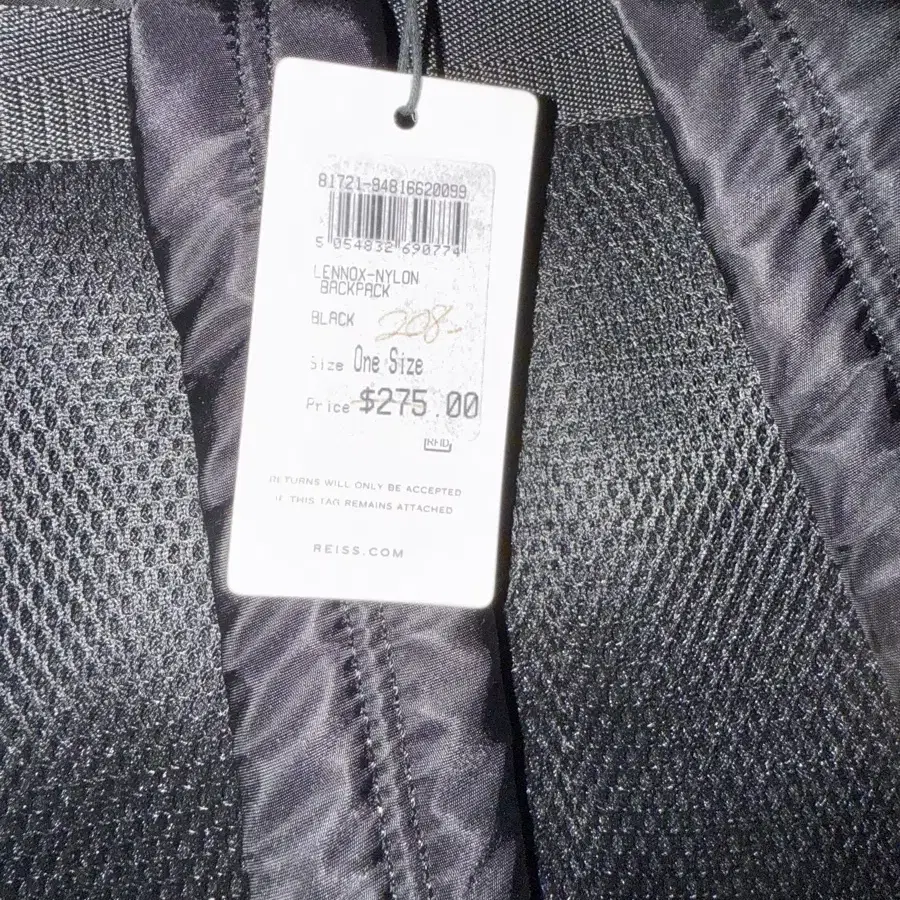 81721-94816620099
5 054832 690774
LENNOX-NYLON
BACKPACK
BLACK 208-
Size One Size
Price $275.00
RFID
RETURNS WILL ONLY BE ACCEPTED
IF THIS TAG REMAINS ATTACHED
REISS.COM